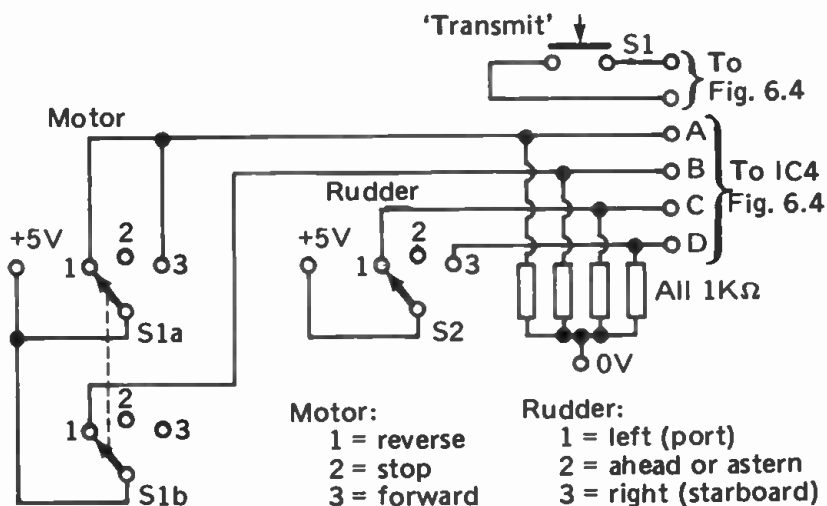 'Transmit'
S1
To
Fig. 6.4
Motor
A
B
To IC4
Fig. 6.4
Rudder
C
D
+5V
2
1
3
S1a
+5V
2
1
3
S2
All 1KΩ
0V
2
1
3
S1b
Motor:
1 = reverse
2 = stop
3 = forward
Rudder:
1 = left (port)
2 = ahead or astern
3 = right (starboard)